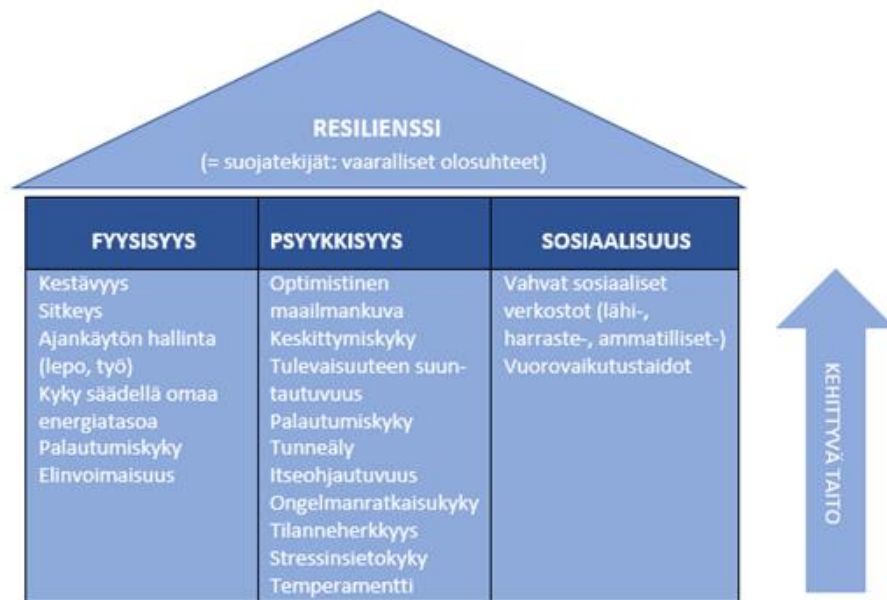 RESILIENSSI
(= suojatekijät: vaaralliset olosuhteet)
FYYSISYYS
Kestävyys
Sitkeys
Ajankäytön hallinta
(lepo, työ)
Kyky säädellä omaa
energiatasoa
Palautumiskyky
Elinvoimaisuus
PSYYKKISYYS
Optimistinen
maailmankuva
Keskittymiskyky
Tulevaisuuteen suun-
tautuvuus
Palautumiskyky
Tunneäly
Itseohjautuvuus
Ongelmanratkaisukyky
Tilanneherkkyys
Stressinsietokyky
Temperamentti
SOSIAALISUUS
Vahvat sosiaaliset
verkostot (lähi-,
harraste-, ammatilliset-)
Vuorovaikutustaidot
KEHITTYVÄ TAITO